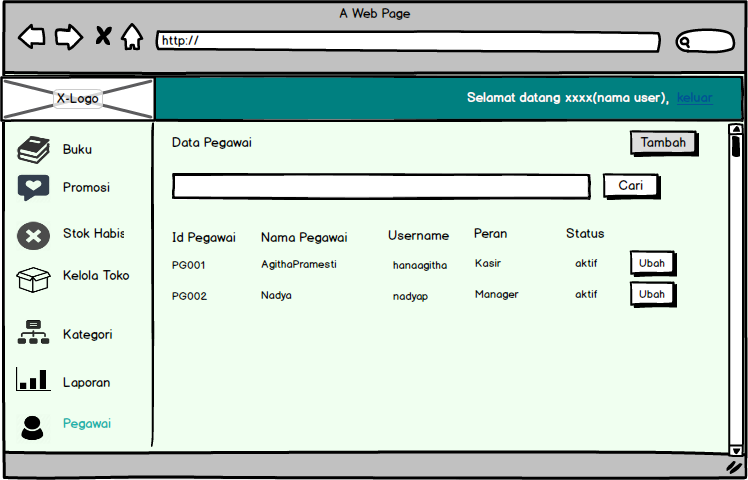 A Web Page
http://
X-Logo
Selamat datang xxxx(nama user), keluar
Buku
Promosi
Stok Habis
Kelola Toko
Kategori
Laporan
Pegawai
Data Pegawai
Tambah
Cari
Id Pegawai Nama Pegawai Username Peran Status
PG001 AgithaPramesti hanaagitha Kasir aktif Ubah
PG002 Nadya nadyap Manager aktif Ubah